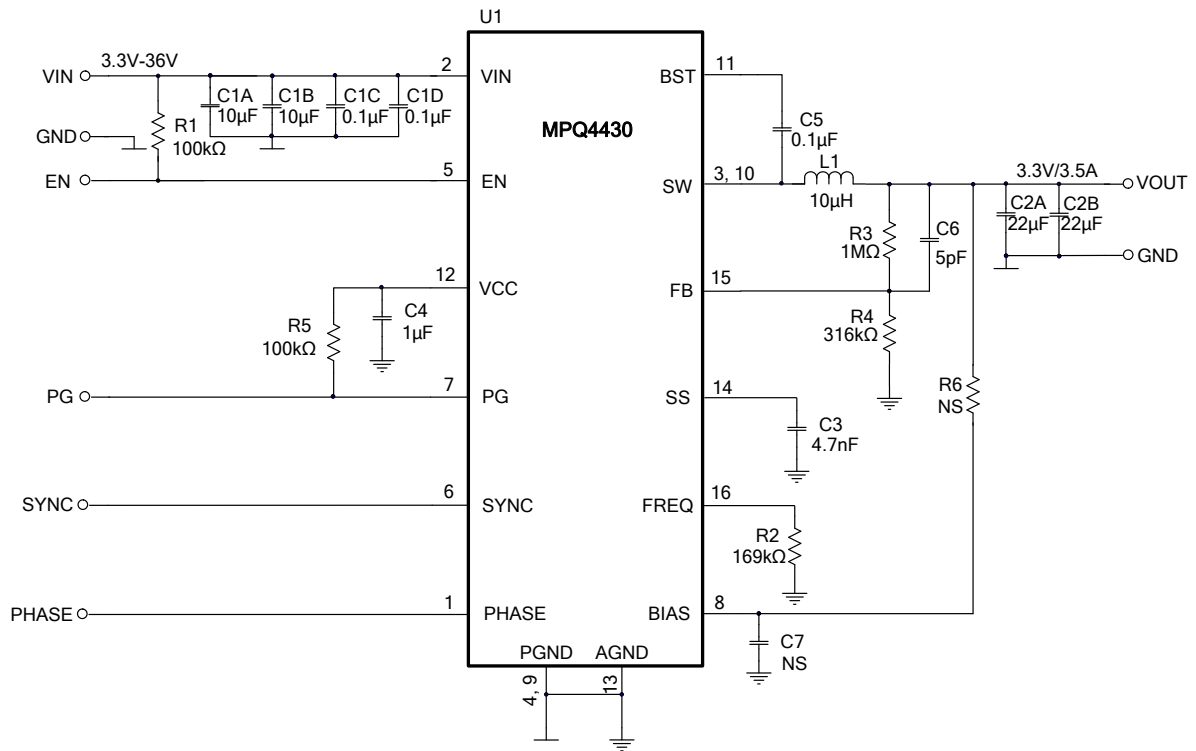 U1
3.3V-36V
VIN
2
VIN
BST
11
C1A
10µF
C1B
10µF
C1C
0.1µF
C1D
0.1µF
MPQ4430
C5
0.1µF
GND
R1
100kΩ
EN
5
EN
SW
3, 10
L1
10µH
3.3V/3.5A
VOUT
C2A
22µF
C2B
22µF
R3
1MΩ
C6
5pF
GND
12
VCC
FB
15
C4
1µF
R5
100kΩ
R4
316kΩ
PG
7
PG
SS
14
R6
NS
C3
4.7nF
SYNC
6
SYNC
FREQ
16
R2
169kΩ
PHASE
1
PHASE
BIAS
8
C7
NS
PGND
AGND
4, 9
13